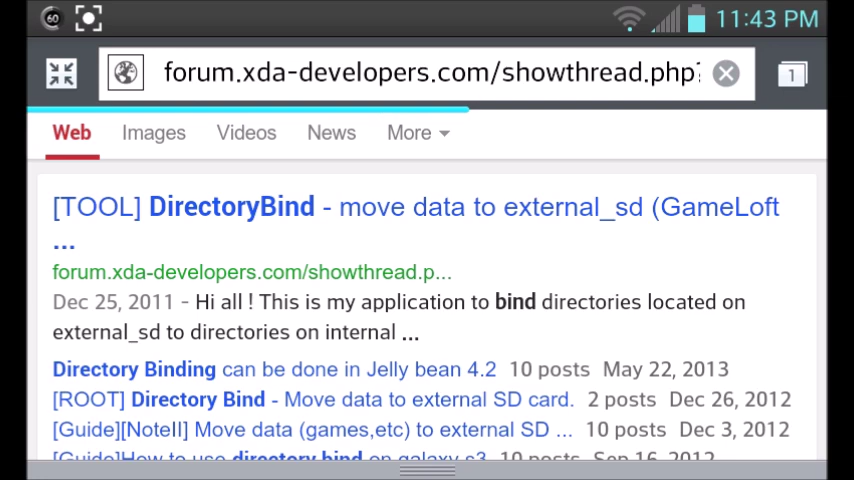 60 11:43 PM
forum.xda-developers.com/showthread.php? 1
Web Images Videos News More
[TOOL] DirectoryBind - move data to external_sd (GameLoft
...
forum.xda-developers.com/showthread.p...
Dec 25, 2011 - Hi all ! This is my application to bind directories located on
external_sd to directories on internal ...
Directory Binding can be done in Jelly bean 4.2 10 posts May 22, 2013
[ROOT] Directory Bind - Move data to external SD card. 2 posts Dec 26, 2012
[Guide][NoteII] Move data (games,etc) to external SD ... 10 posts Dec 3, 2012
[Guide]How to use directory bind on galaxy s3 10 posts Sep 16, 2012